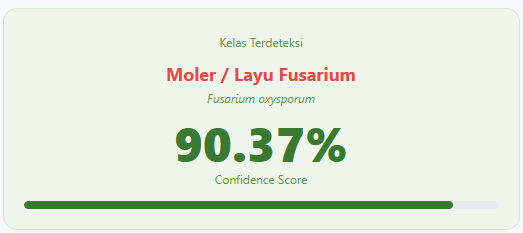 Kelas Terdeteksi
Moler / Layu Fusarium
Fusarium oxysporum
90.37%
Confidence Score